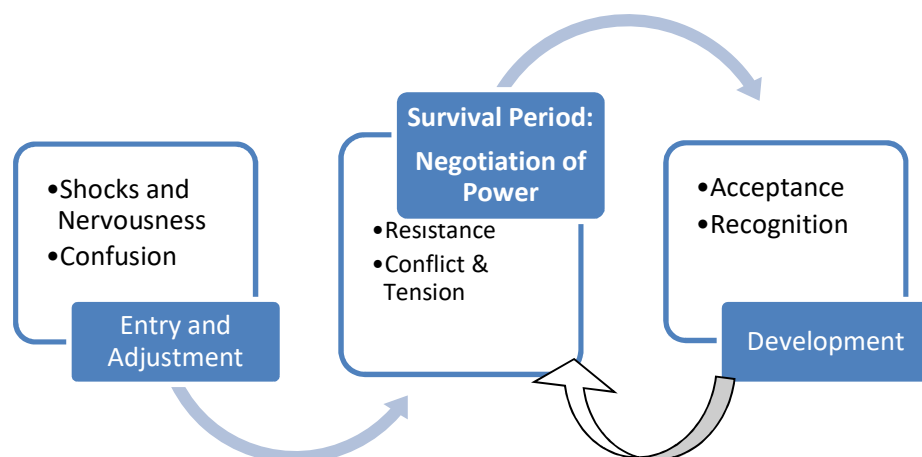 •Shocks and
Nervousness
•Confusion
Entry and
Adjustment
Survival Period:
Negotiation of
Power
•Resistance
•Conflict &
Tension
•Acceptance
•Recognition
Development